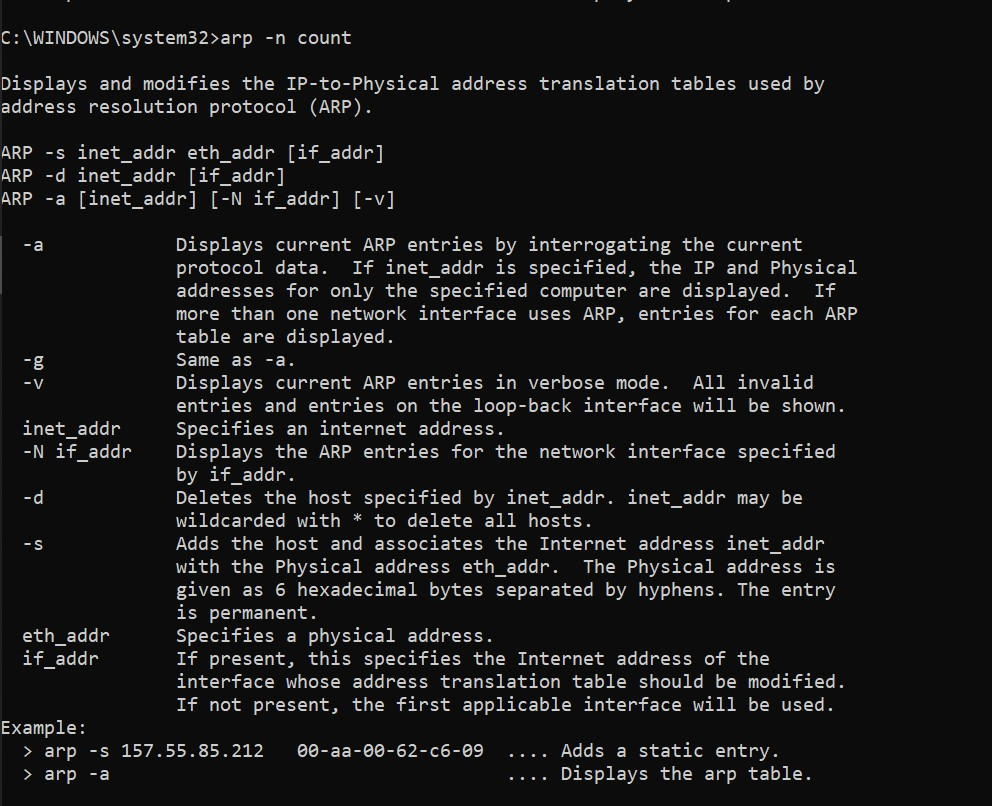 C:\WINDOWS\system32>arp -n count
Displays and modifies the IP-to-Physical address translation tables used by
address resolution protocol (ARP).
ARP -s inet_addr eth_addr [if_addr]
ARP -d inet_addr [if_addr]
ARP -a [inet_addr] [-N if_addr] [-v]
-a Displays current ARP entries by interrogating the current
protocol data. If inet_addr is specified, the IP and Physical
addresses for only the specified computer are displayed. If
more than one network interface uses ARP, entries for each ARP
table are displayed.
-g Same as -a.
-v Displays current ARP entries in verbose mode. All invalid
entries and entries on the loop-back interface will be shown.
inet_addr Specifies an internet address.
-N if_addr Displays the ARP entries for the network interface specified
by if_addr.
-d Deletes the host specified by inet_addr. inet_addr may be
wildcarded with * to delete all hosts.
-s Adds the host and associates the Internet address inet_addr
with the Physical address eth_addr. The Physical address is
given as 6 hexadecimal bytes separated by hyphens. The entry
is permanent.
eth_addr Specifies a physical address.
if_addr If present, this specifies the Internet address of the
interface whose address translation table should be modified.
If not present, the first applicable interface will be used.
Example:
> arp -s 157.55.85.212 00-aa-00-62-c6-09 .... Adds a static entry.
> arp -a .... Displays the arp table.